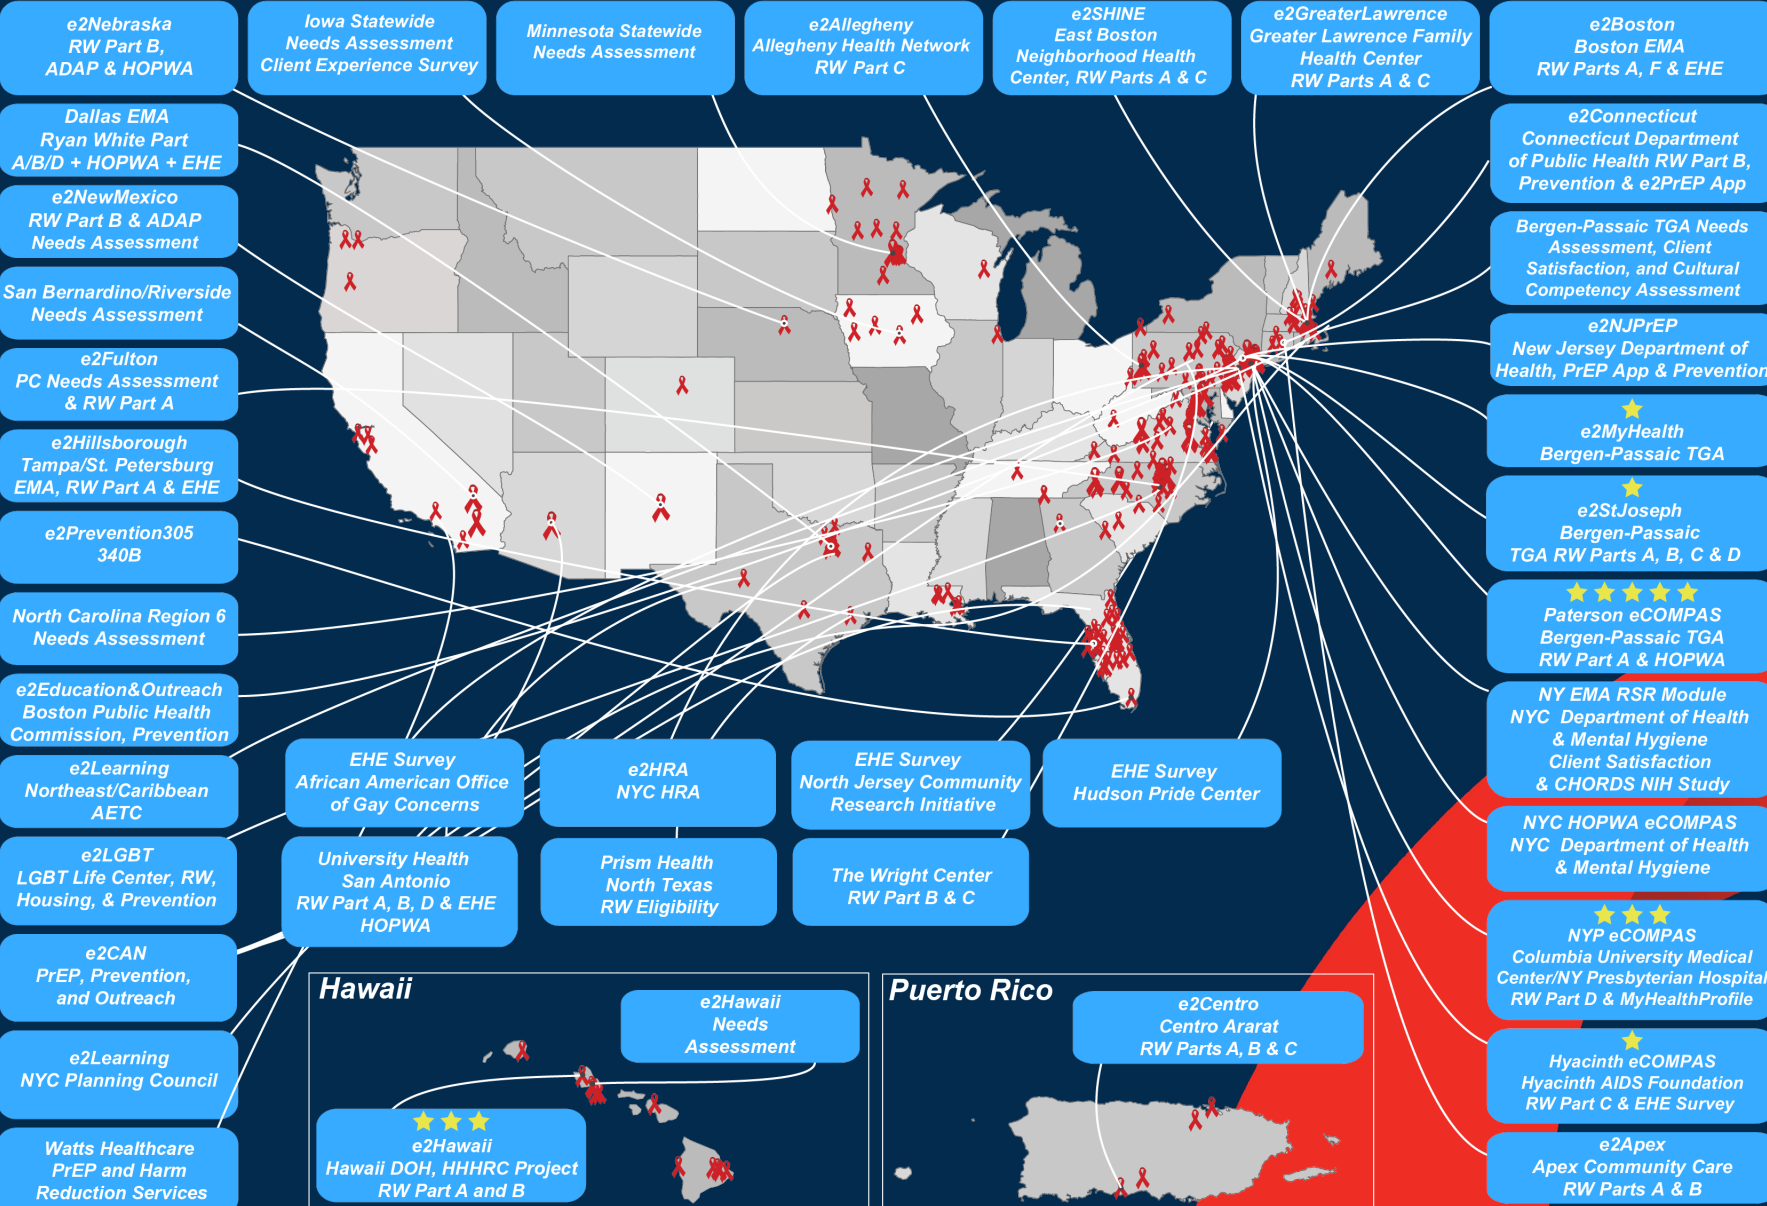 e2Nebraska
RW Part B,
ADAP & HOPWA
Iowa Statewide
Needs Assessment
Client Experience Survey
Minnesota Statewide
Needs Assessment
e2Allegheny
Allegheny Health Network
RW Part C
e2SHINE
East Boston
Neighborhood Health
Center, RW Parts A & C
e2GreaterLawrence
Greater Lawrence Family
Health Center
RW Parts A & C
e2Boston
Boston EMA
RW Parts A, F & EHE
Dallas EMA
Ryan White Part
A/B/D + HOPWA + EHE
e2NewMexico
RW Part B & ADAP
Needs Assessment
San Bernardino/Riverside
Needs Assessment
e2Fulton
PC Needs Assessment
& RW Part A
e2Hillsborough
Tampa/St. Petersburg
EMA, RW Part A & EHE
e2Prevention305
340B
North Carolina Region 6
Needs Assessment
e2Education&Outreach
Boston Public Health
Commission, Prevention
e2Learning
Northeast/Caribbean
AETC
e2LGBT
LGBT Life Center, RW,
Housing, & Prevention
e2CAN
PrEP, Prevention,
and Outreach
e2Learning
NYC Planning Council
Watts Healthcare
PrEP and Harm
Reduction Services
e2Connecticut
Connecticut Department
of Public Health RW Part B,
Prevention & e2PrEP App
Bergen-Passaic TGA Needs
Assessment, Client
Satisfaction, and Cultural
Competency Assessment
e2NJPrEP
New Jersey Department of
Health, PrEP App & Prevention
e2MyHealth
Bergen-Passaic TGA
e2StJoseph
Bergen-Passaic
TGA RW Parts A, B, C & D
Paterson eCOMPAS
Bergen-Passaic TGA
RW Part A & HOPWA
NY EMA RSR Module
NYC Department of Health
& Mental Hygiene
Client Satisfaction
& CHORDS NIH Study
NYC HOPWA eCOMPAS
NYC Department of Health
& Mental Hygiene
NYP eCOMPAS
Columbia University Medical
Center/NY Presbyterian Hospital
RW Part D & MyHealthProfile
Hyacinth eCOMPAS
Hyacinth AIDS Foundation
RW Part C & EHE Survey
e2Apex
Apex Community Care
RW Parts A & B
EHE Survey
African American Office
of Gay Concerns
e2HRA
NYC HRA
EHE Survey
North Jersey Community
Research Initiative
EHE Survey
Hudson Pride Center
University Health
San Antonio
RW Part A, B, D & EHE
HOPWA
Prism Health
North Texas
RW Eligibility
The Wright Center
RW Part B & C
Hawaii
e2Hawaii
Needs
Assessment
e2Hawaii
Hawaii DOH, HHHRC Project
RW Part A and B
Puerto Rico
e2Centro
Centro Ararat
RW Parts A, B & C